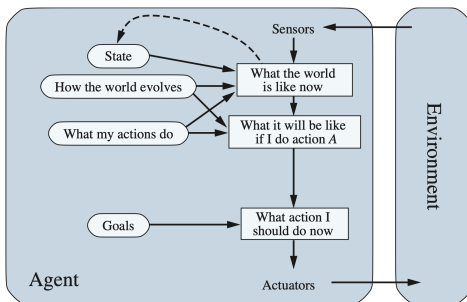 Sensors
State
What the world
is like now
How the world evolves
What my actions do
What it will be like
if I do action A
Goals
What action I
should do now
Agent
Actuators
Environment